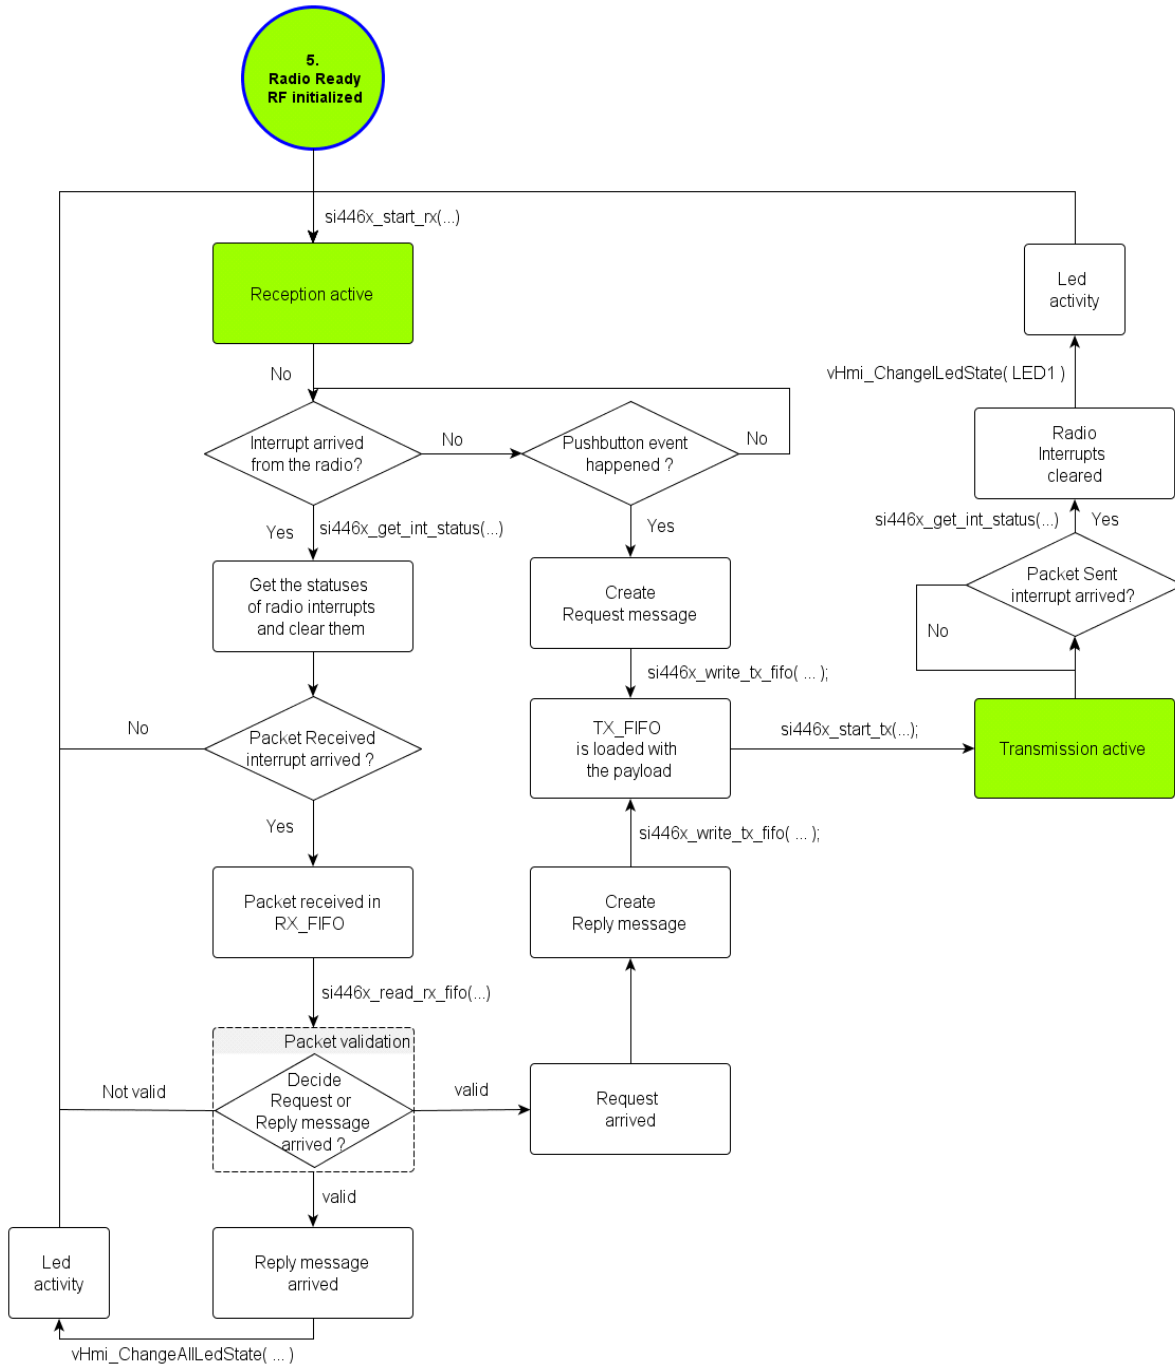 5.
Radio Ready
RF initialized
si446x_start_rx(...)
Reception active
Led
activity
No
vHmi_ChangelLedState( LED1 )
Interrupt arrived
from the radio?
No
Pushbutton event
happened ?
No
Radio
Interrupts
cleared
Yes
si446x_get_int_status(...)
Yes
si446x_get_int_status(...)
Yes
Get the statuses
of radio interrupts
and clear them
Create
Request message
Packet Sent
interrupt arrived?
No
si446x_write_tx_fifo( ... );
No
Packet Received
interrupt arrived ?
TX_FIFO
is loaded with
the payload
si446x_start_tx(...);
Transmission active
Yes
si446x_write_tx_fifo( ... );
Packet received in
RX_FIFO
Create
Reply message
si446x_read_rx_fifo(...)
Packet validation
Not valid
Decide
Request or
Reply message
arrived ?
valid
Request
arrived
valid
Led
activity
Reply message
arrived
vHmi_ChangeAllLedState( ... )